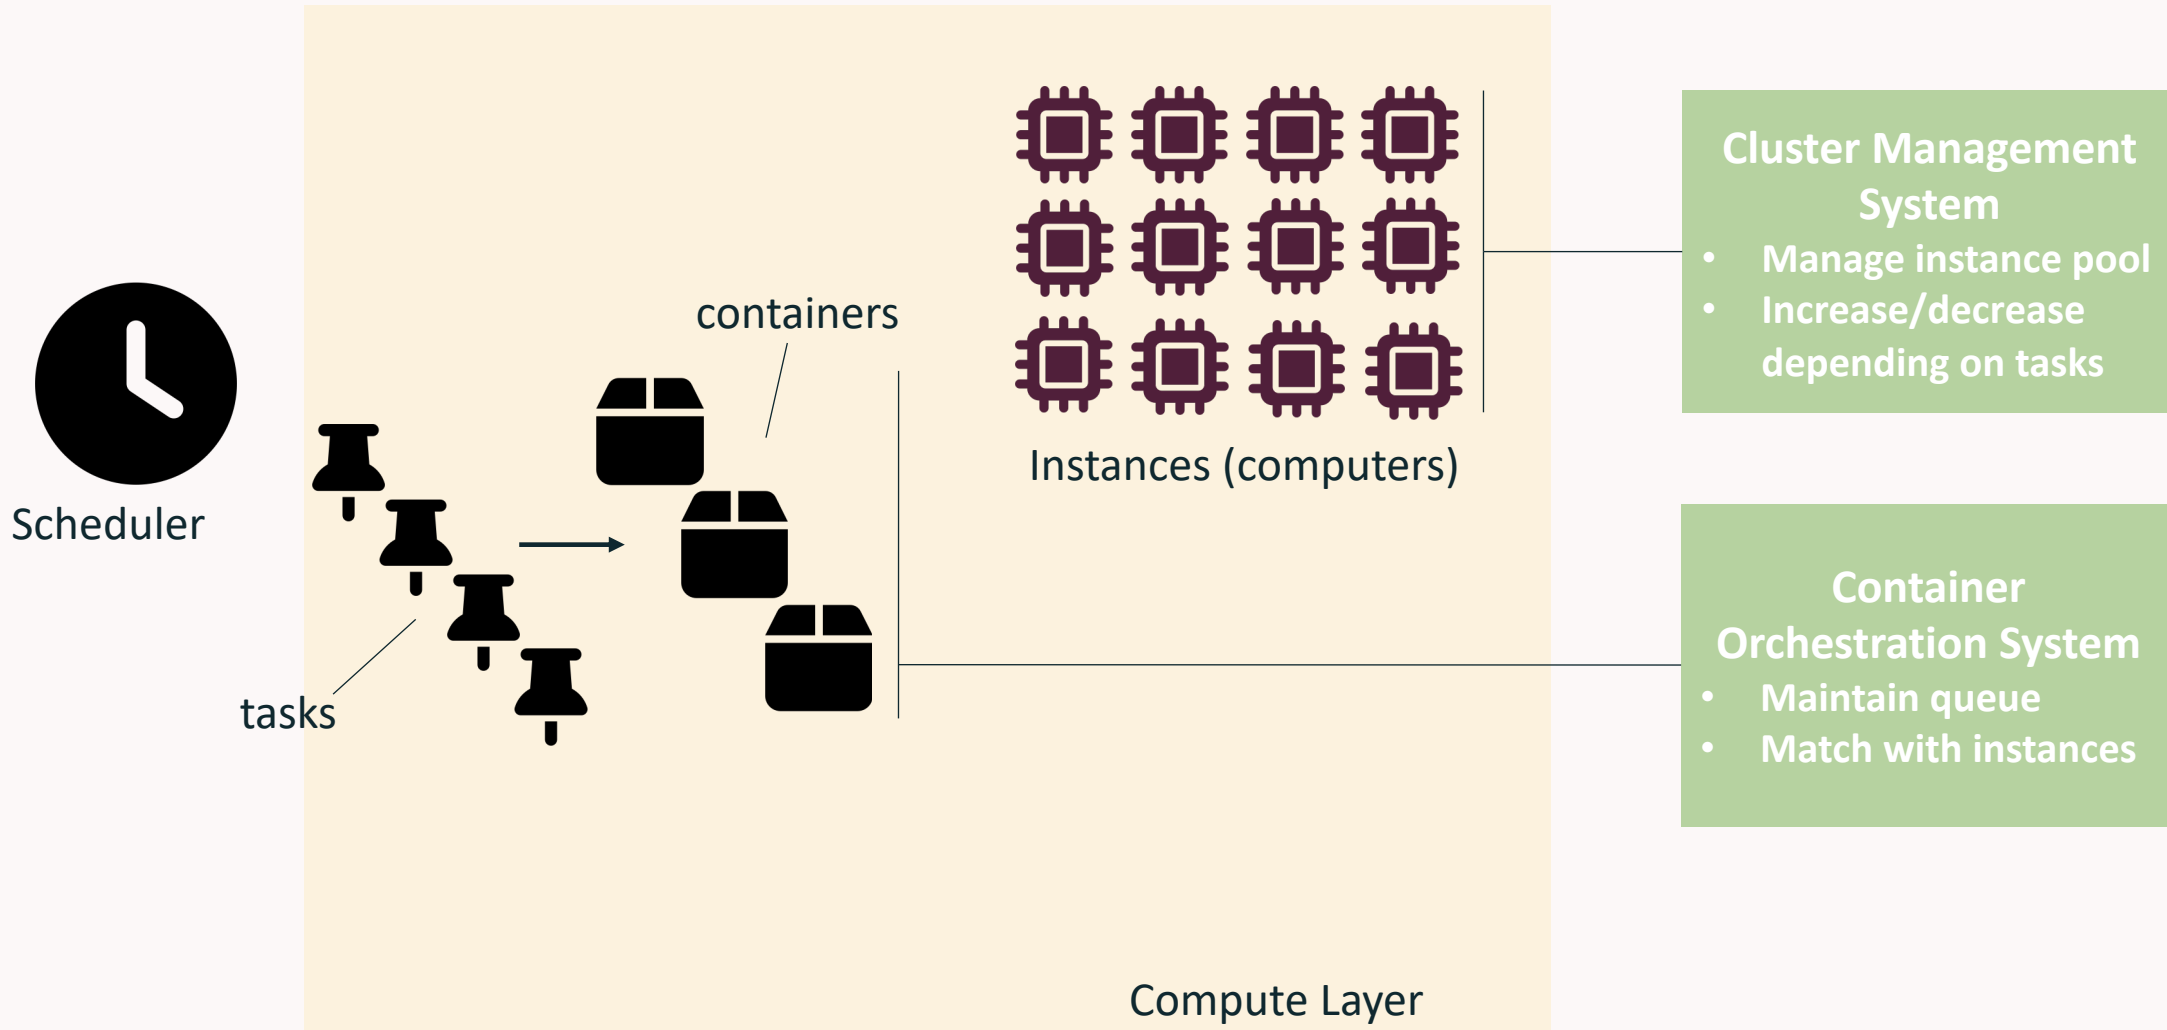 Scheduler
tasks
containers
Instances (computers)
Compute Layer
Cluster Management
System
• Manage instance pool
• Increase/decrease
depending on tasks
Container
Orchestration System
• Maintain queue
• Match with instances